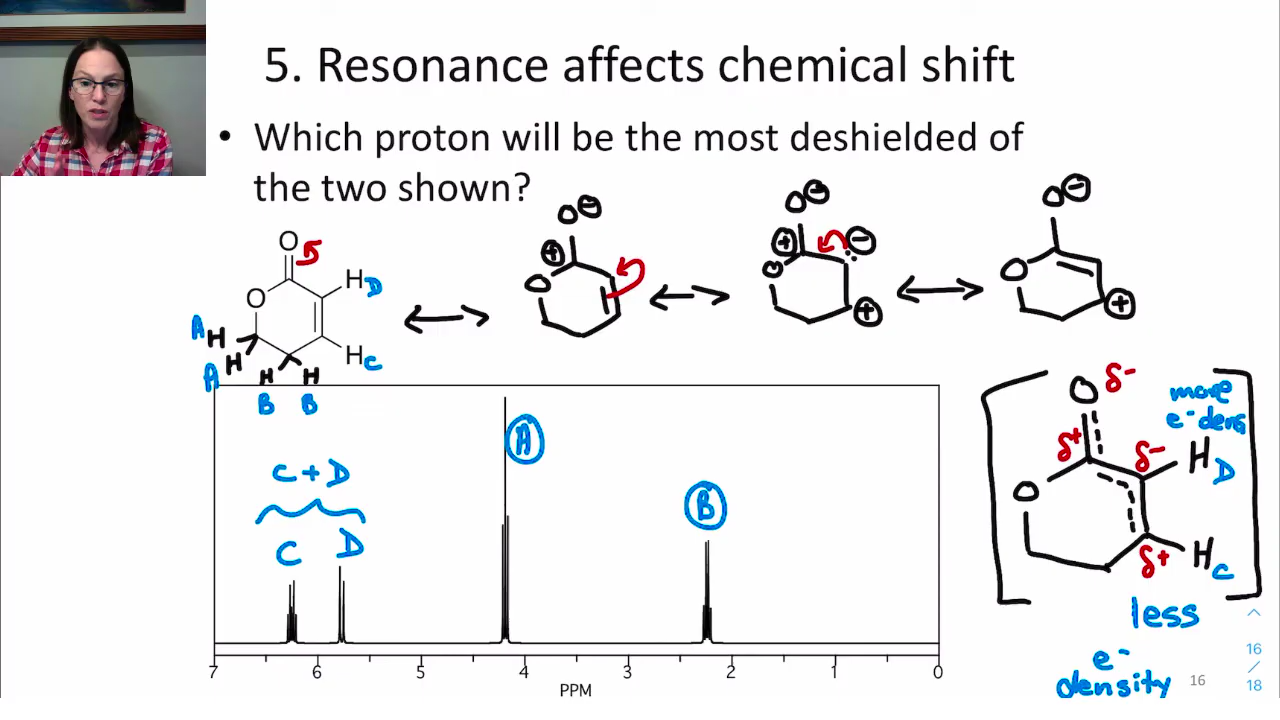 5. Resonance affects chemical shift
• Which proton will be the most deshielded of
the two shown?
O
O
H
D
H
C
A H
A H
H H
B B
O ⊖
⊕
O
O ⊖
⊕ ⊖
O
⊕
O ⊖
O
⊕
C + D
C D
A
B
7 6 5 4 3 2 1 0
PPM
O δ-
more
e- dens
δ+
δ-
H
D
O
δ+
H
C
less
e-
density
16
16
/
18